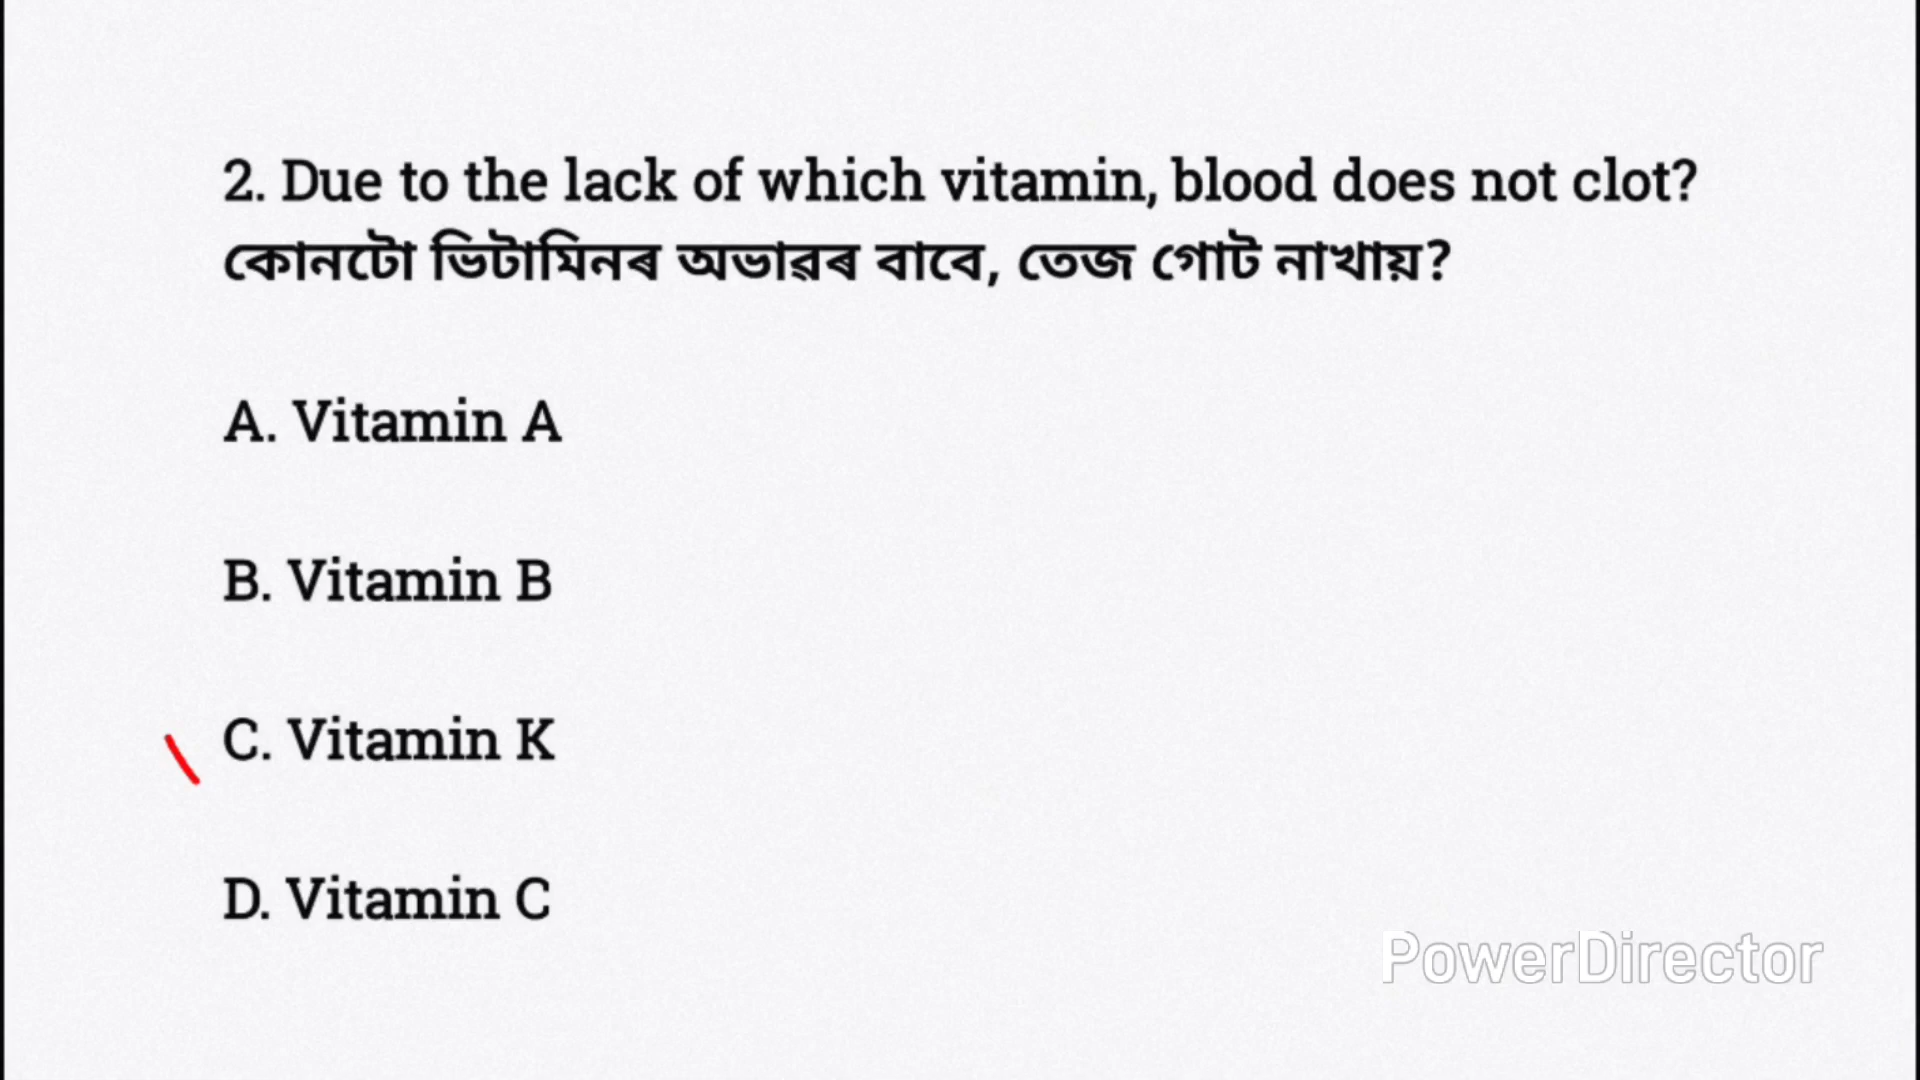 2. Due to the lack of which vitamin, blood does not clot?
কোনটো ভিটামিনৰ অভাৱৰ বাবে, তেজ গোট নাখায়?
A. Vitamin A
B. Vitamin B
C. Vitamin K
D. Vitamin C
PowerDirector